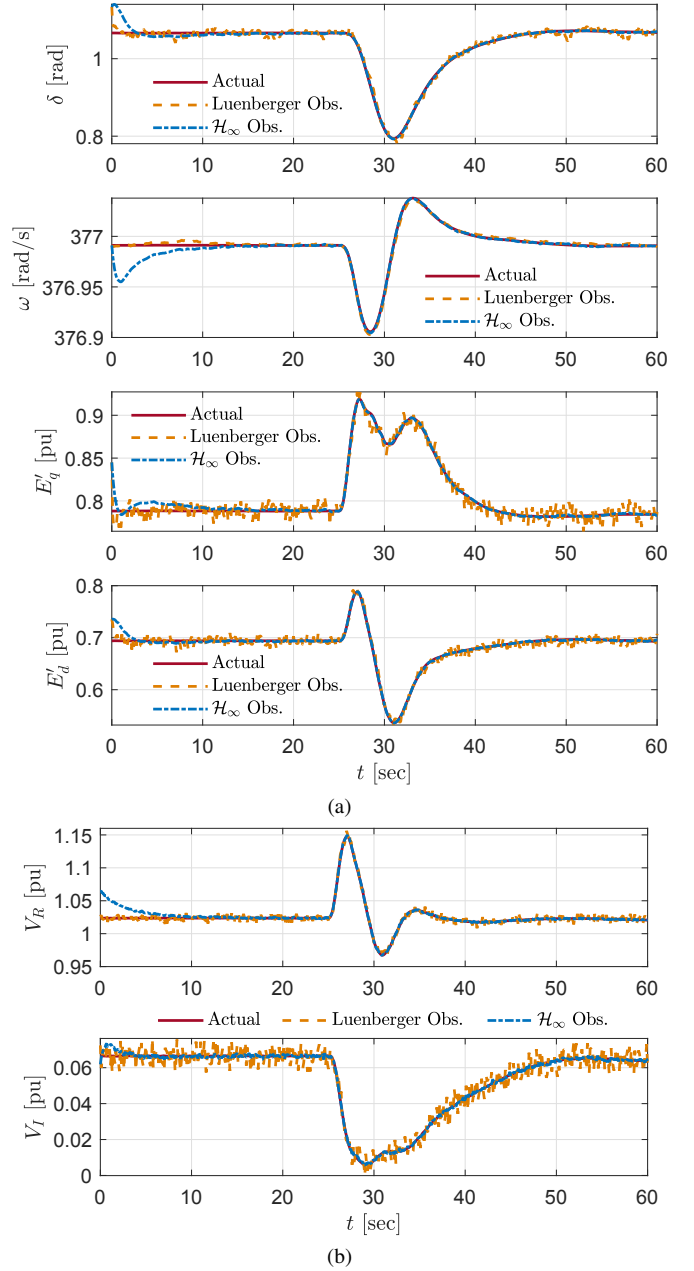 1
0.8
δ [rad]
Actual
Luenberger Obs.
H∞ Obs.
0 10 20 30 40 50 60
377
376.95
376.9
ω [rad/s]
Actual
Luenberger Obs.
H∞ Obs.
0 10 20 30 40 50 60
0.9
0.8
0.7
E′q [pu]
Actual
Luenberger Obs.
H∞ Obs.
0 10 20 30 40 50 60
0.8
0.7
0.6
E′d [pu]
Actual
Luenberger Obs.
H∞ Obs.
0 10 20 30 40 50 60
t [sec]
(a)
1.15
1.1
1.05
1
0.95
VR [pu]
0 10 20 30 40 50 60
Actual Luenberger Obs. H∞ Obs.
0.06
0.04
0.02
0
VI [pu]
0 10 20 30 40 50 60
t [sec]
(b)